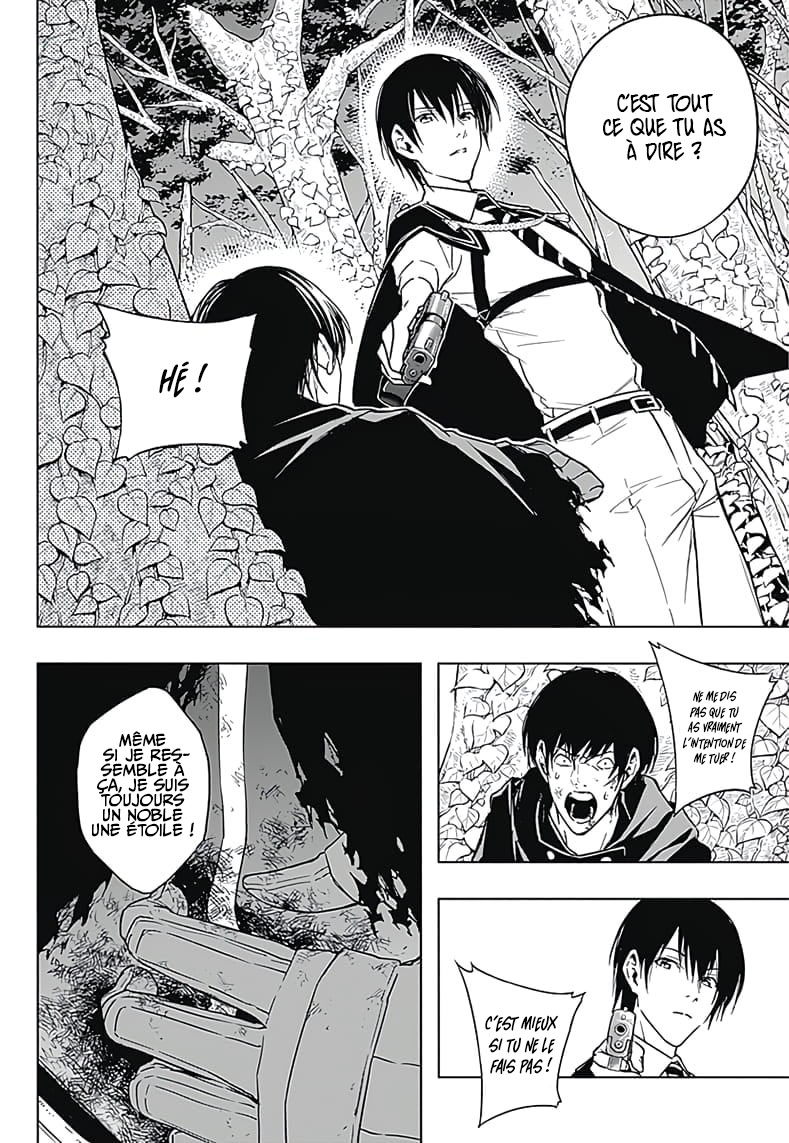 C'EST TOUT
CE QUE TU AS
À DIRE ?
HÉ !
NE ME DIS
PAS QUE TU
AS VRAIMENT
L'INTENTION DE
ME TUER !
C'EST MIEUX
SI TU NE LE
FAIS PAS !
MÊME
SI JE RES-
SEMBLE À
ÇA, JE SUIS
TOUJOURS
UN NOBLE
UNE ÉTOILE !